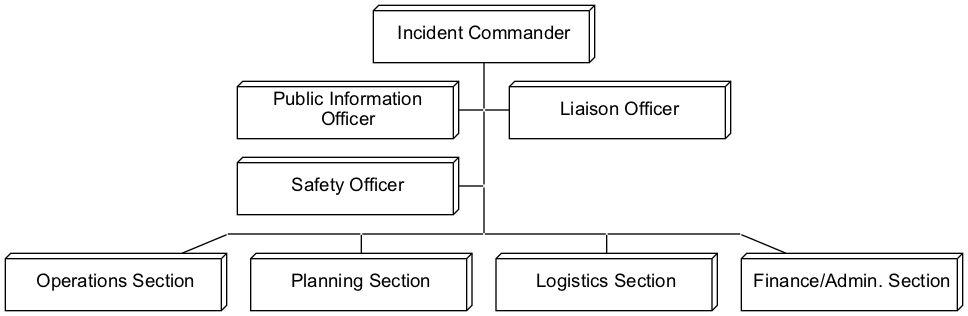 Incident Commander
Public Information
Officer
Liaison Officer
Safety Officer
Operations Section
Planning Section
Logistics Section
Finance/Admin. Section